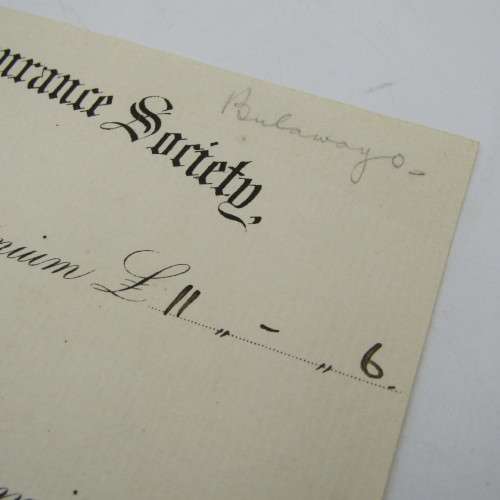 Bulawayo -
urance Society,
mium £ 11 „ - „ 6.